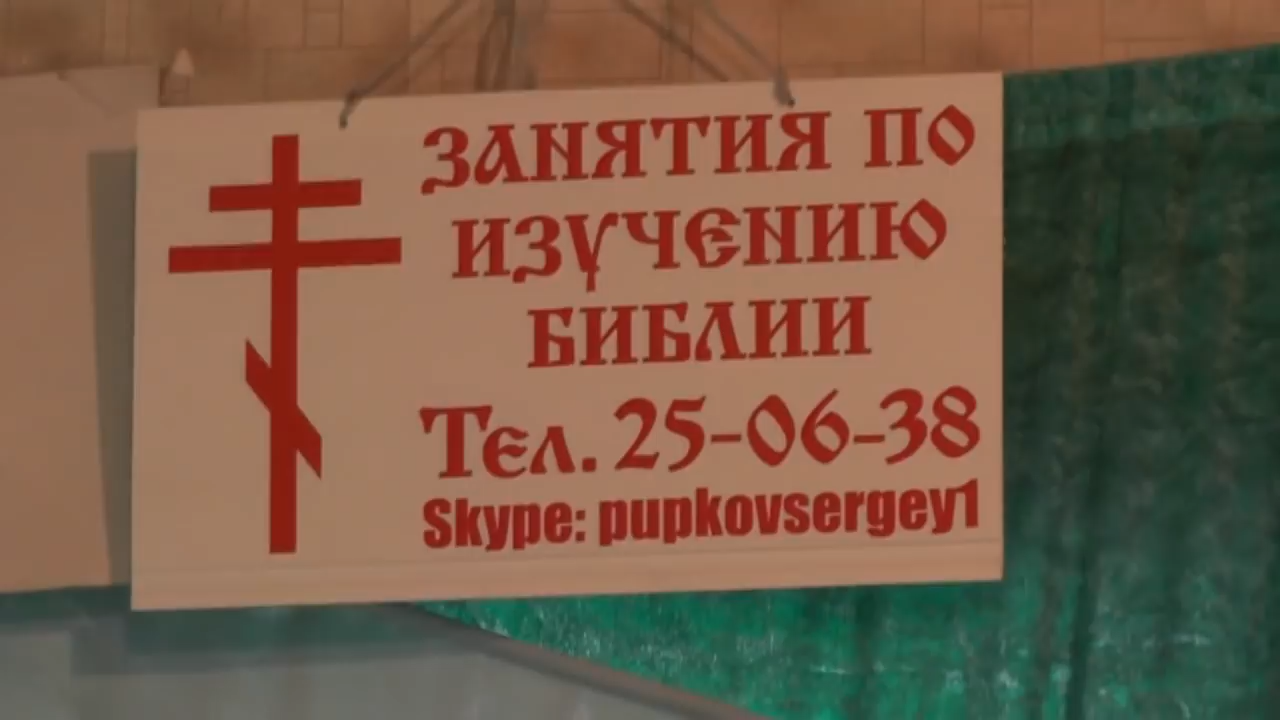 ЗАНЯТИЯ ПО
ИЗУЧЕНИЮ
БИБЛИИ
Тел. 25-06-38
Skype: pupkovsergey1